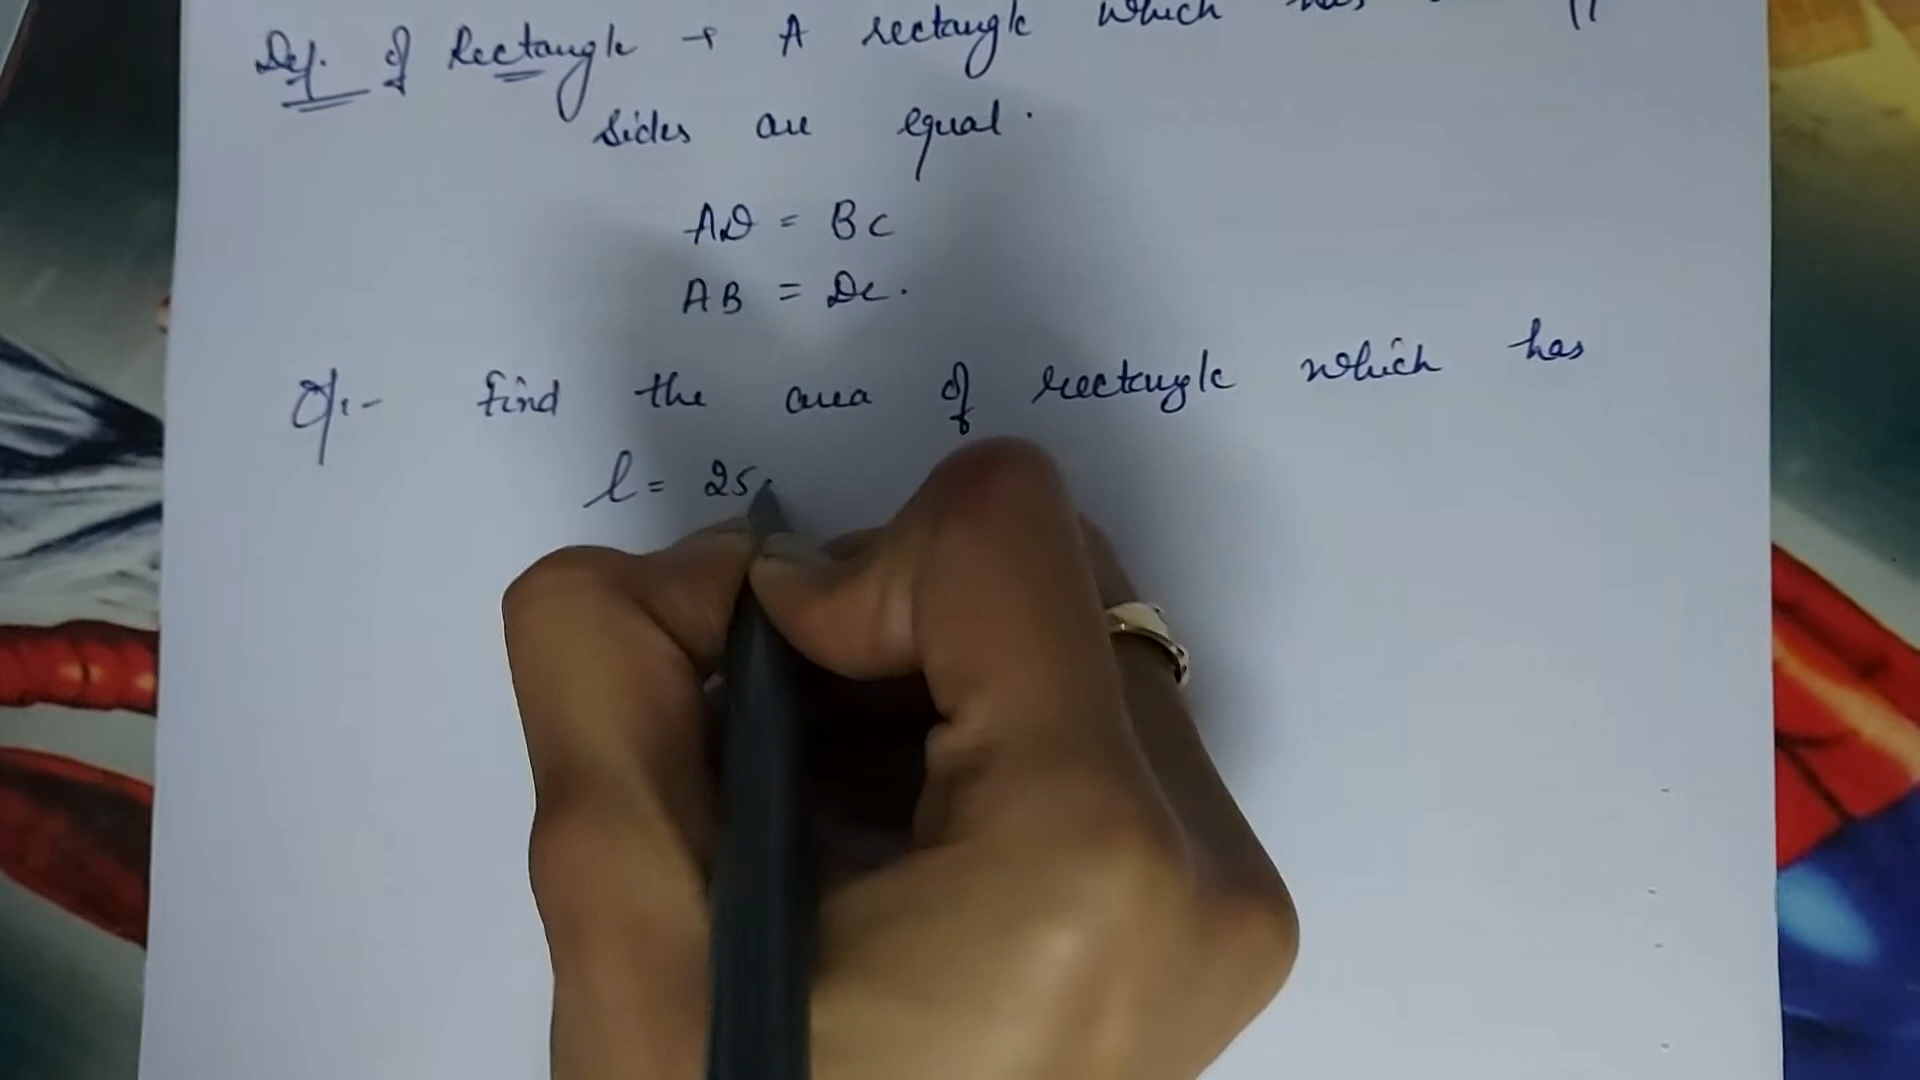 Def. of Rectangle → A rectangle which has
sides are equal.
AD = BC
AB = DC.
Q1:- find the area of rectangle which has
l = 25